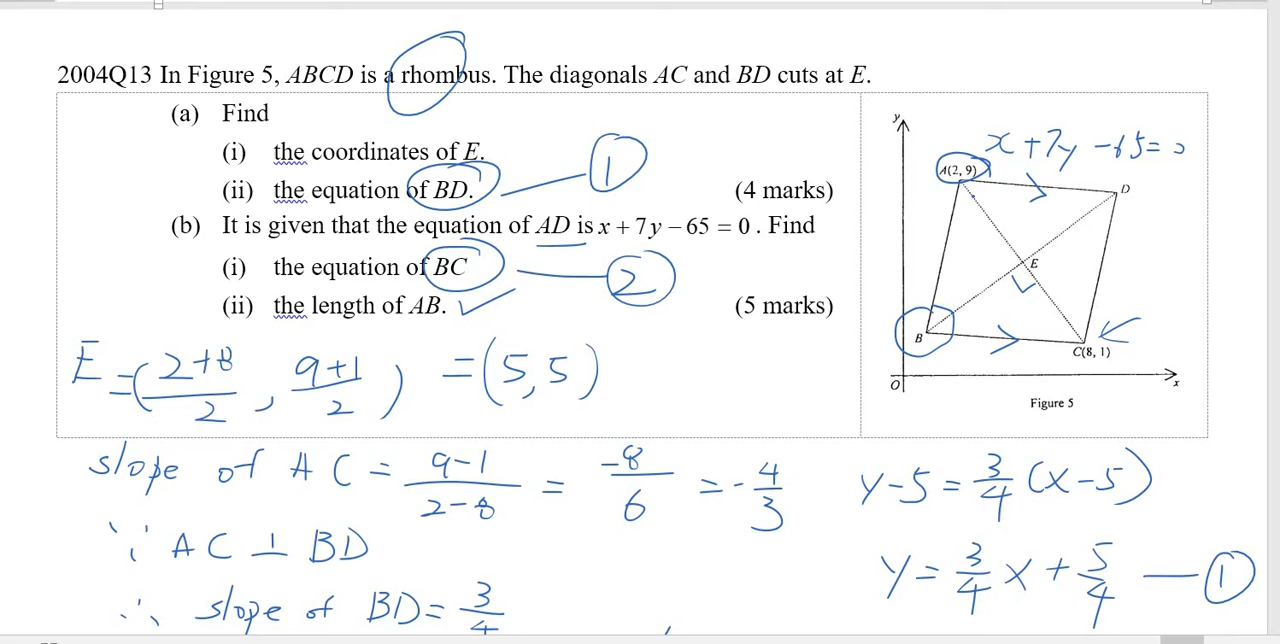 2004Q13 In Figure 5, ABCD is a rhombus. The diagonals AC and BD cuts at E.
(a) Find
(i) the coordinates of E.
(ii) the equation of BD. (4 marks)
①
(b) It is given that the equation of AD is x + 7y − 65 = 0 . Find
(i) the equation of BC
②
(ii) the length of AB. (5 marks)
y
x + 7y − 65 = 0
A(2, 9)
D
E
B
C(8, 1)
O
x
Figure 5
E = (2+8/2 , 9+1/2) = (5,5)
slope of AC = 9−1/2−8 = −8/6 = −4/3
∵ AC ⊥ BD
∴ slope of BD = 3/4
y−5 = 3/4 (x−5)
y = 3/4 x + 5/4 — ①